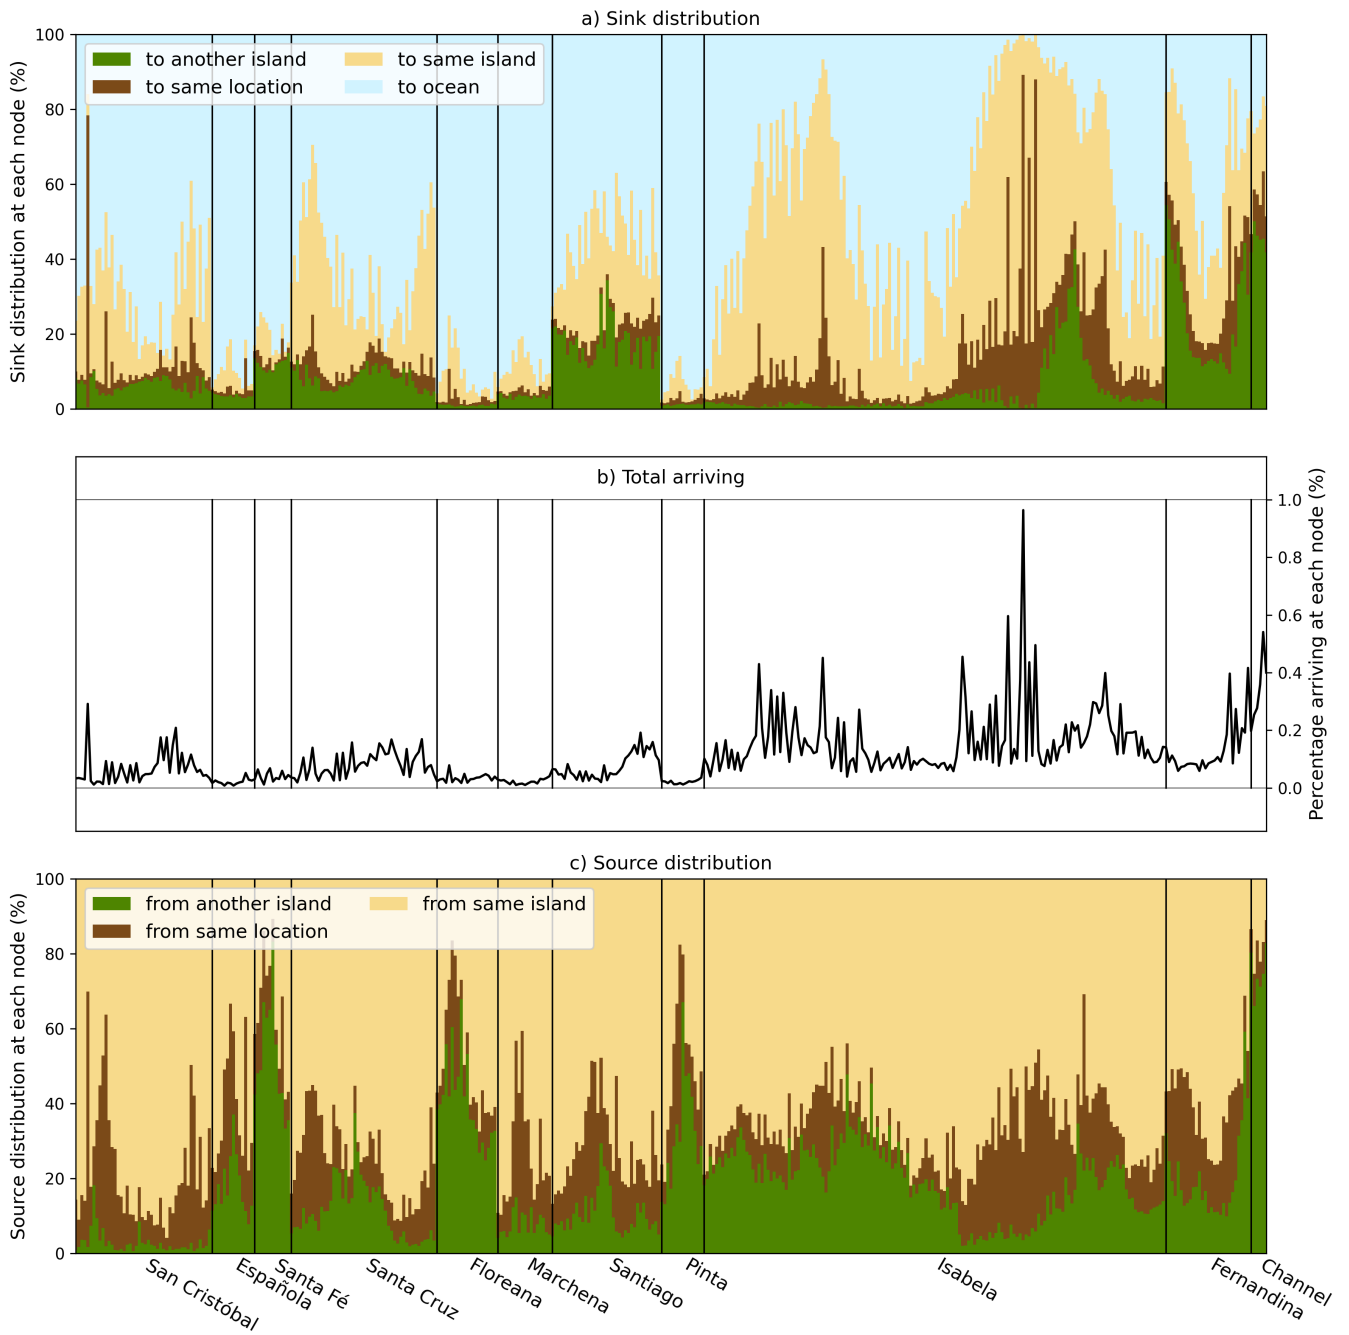 a) Sink distribution
Sink distribution at each node (%)
100
80
60
40
20
0
to another island
to same location
to same island
to ocean
b) Total arriving
Percentage arriving at each node (%)
1.0
0.8
0.6
0.4
0.2
0.0
c) Source distribution
Source distribution at each node (%)
100
80
60
40
20
0
from another island
from same location
from same island
San Cristóbal
Española
Santa Fé
Santa Cruz
Floreana
Marchena
Santiago
Pinta
Isabela
Fernandina
Channel